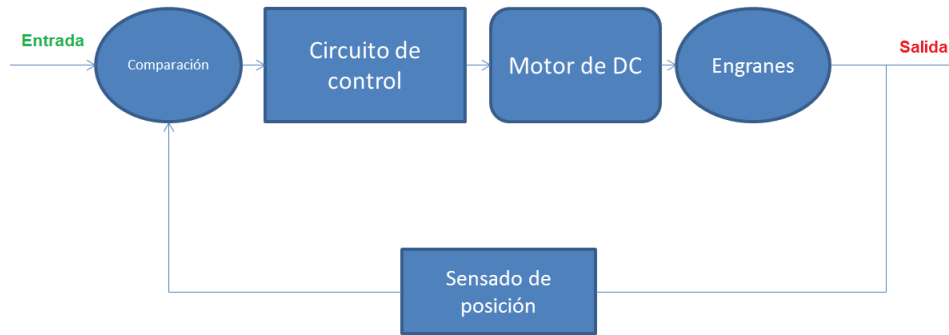 Entrada
Comparación
Circuito de
control
Motor de DC
Engranes
Salida
Sensado de
posición